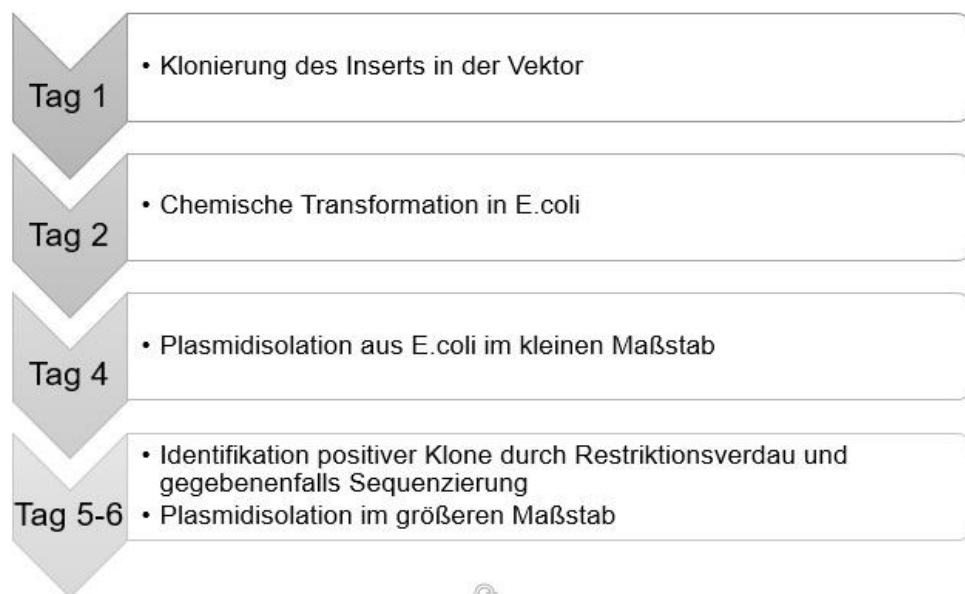 Tag 1
• Klonierung des Inserts in der Vektor
Tag 2
• Chemische Transformation in E.coli
Tag 4
• Plasmidisolation aus E.coli im kleinen Maßstab
Tag 5-6
• Identifikation positiver Klone durch Restriktionsverdau und
gegebenenfalls Sequenzierung
• Plasmidisolation im größeren Maßstab